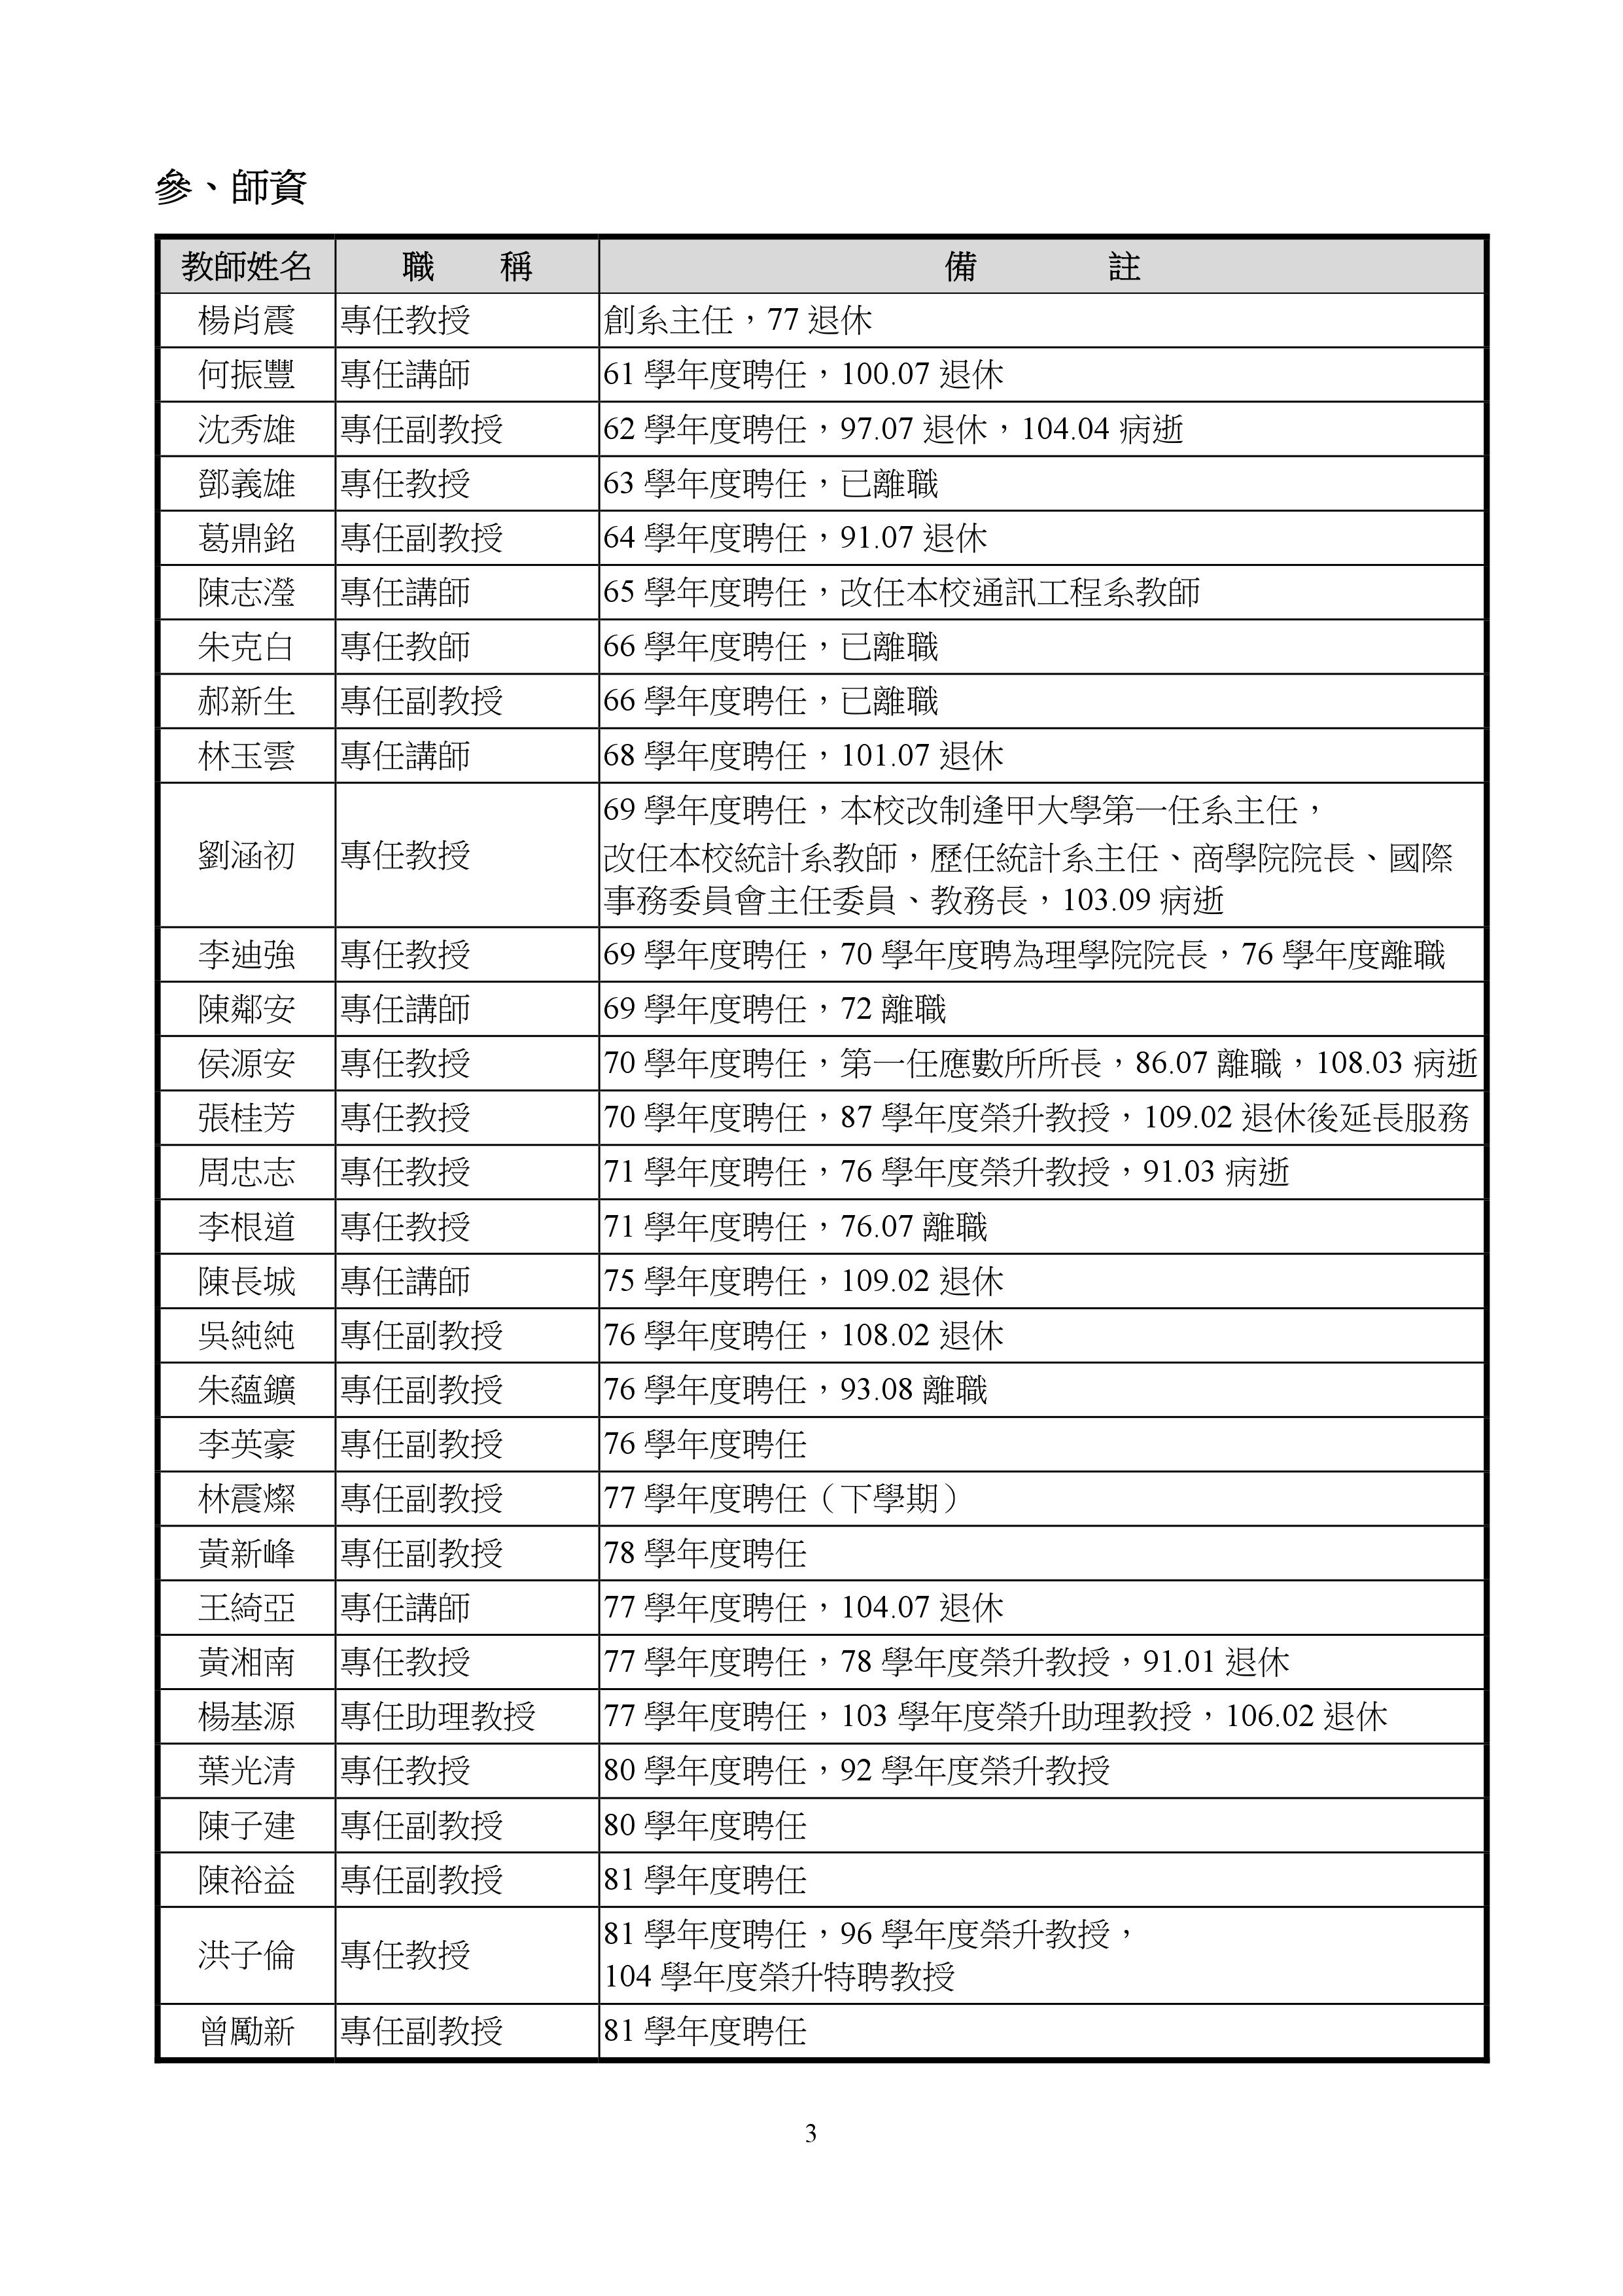 參、師資
教師姓名 職 稱 備 註
楊肖震 專任教授 創系主任，77 退休
何振豐 專任講師 61 學年度聘任，100.07 退休
沈秀雄 專任副教授 62 學年度聘任，97.07 退休，104.04 病逝
鄧義雄 專任教授 63 學年度聘任，已離職
葛鼎銘 專任副教授 64 學年度聘任，91.07 退休
陳志瀅 專任講師 65 學年度聘任，改任本校通訊工程系教師
朱克白 專任教師 66 學年度聘任，已離職
郝新生 專任副教授 66 學年度聘任，已離職
林玉雲 專任講師 68 學年度聘任，101.07 退休
劉涵初 專任教授 69 學年度聘任，本校改制逢甲大學第一任系主任，
改任本校統計系教師，歷任統計系主任、商學院院長、國際
事務委員會主任委員、教務長，103.09 病逝
李迪強 專任教授 69 學年度聘任，70 學年度聘為理學院院長，76 學年度離職
陳鄰安 專任講師 69 學年度聘任，72 離職
侯源安 專任教授 70 學年度聘任，第一任應數所所長，86.07 離職，108.03 病逝
張桂芳 專任教授 70 學年度聘任，87 學年度榮升教授，109.02 退休後延長服務
周忠志 專任教授 71 學年度聘任，76 學年度榮升教授，91.03 病逝
李根道 專任教授 71 學年度聘任，76.07 離職
陳長城 專任講師 75 學年度聘任，109.02 退休
吳純純 專任副教授 76 學年度聘任，108.02 退休
朱蘊鑛 專任副教授 76 學年度聘任，93.08 離職
李英豪 專任副教授 76 學年度聘任
林震燦 專任副教授 77 學年度聘任（下學期）
黃新峰 專任副教授 78 學年度聘任
王綺亞 專任講師 77 學年度聘任，104.07 退休
黃湘南 專任教授 77 學年度聘任，78 學年度榮升教授，91.01 退休
楊基源 專任助理教授 77 學年度聘任，103 學年度榮升助理教授，106.02 退休
葉光清 專任教授 80 學年度聘任，92 學年度榮升教授
陳子建 專任副教授 80 學年度聘任
陳裕益 專任副教授 81 學年度聘任
洪子倫 專任教授 81 學年度聘任，96 學年度榮升教授，
104 學年度榮升特聘教授
曾勵新 專任副教授 81 學年度聘任
3